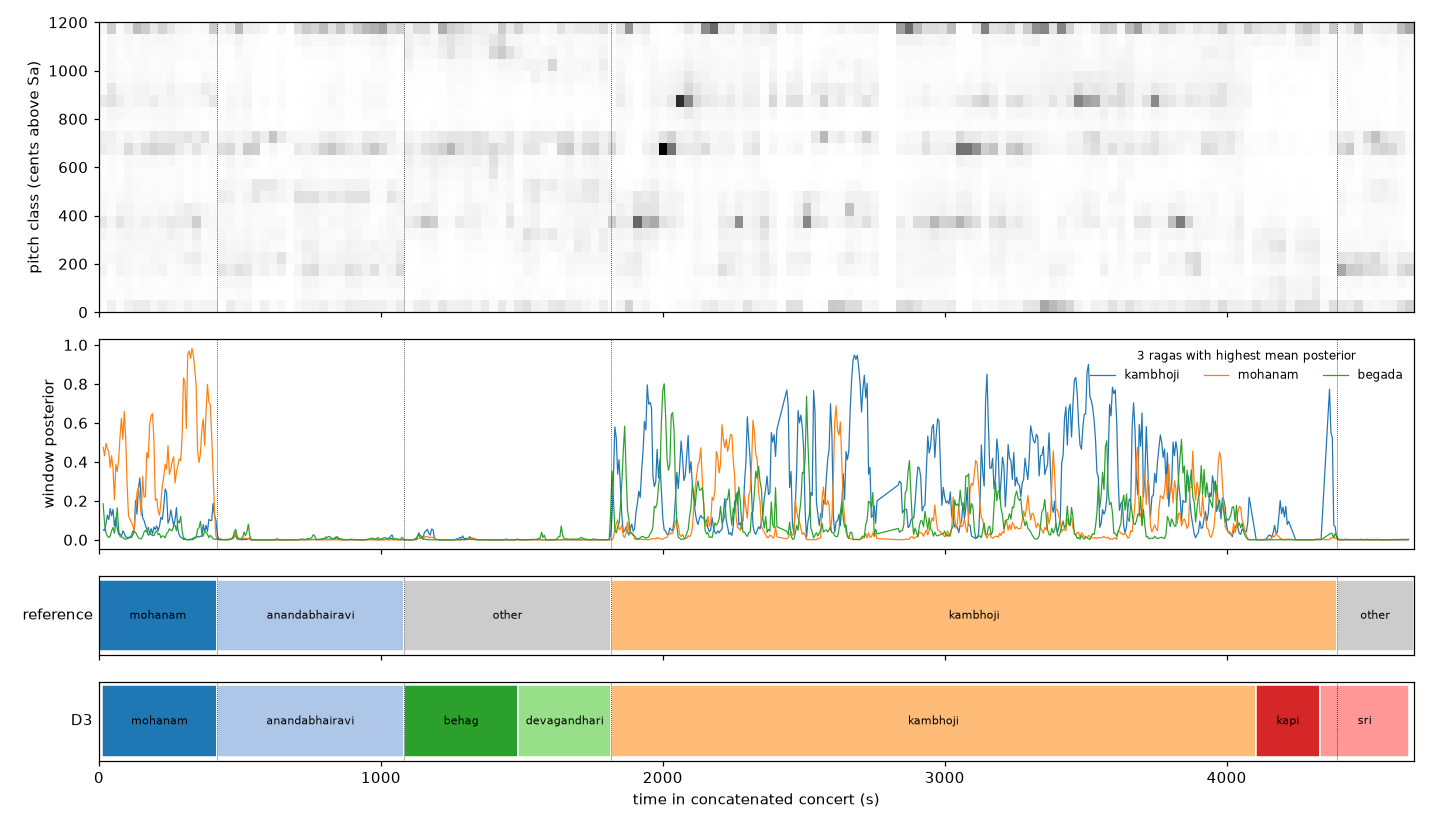 1200
1000
800
600
400
200
0
pitch class (cents above Sa)
1.0
0.8
0.6
0.4
0.2
0.0
window posterior
3 ragas with highest mean posterior
kambhoji mohanam begada
reference
mohanam anandabhairavi other kambhoji other
D3
mohanam anandabhairavi behag devagandhari kambhoji kapi sri
0 1000 2000 3000 4000
time in concatenated concert (s)